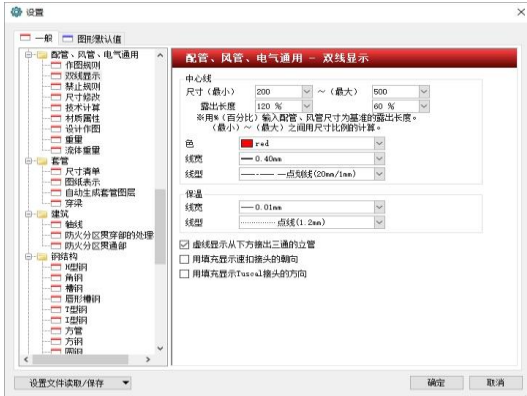 设置
一般
图形默认值
配管、风管、电气通用
作图规则
双线显示
禁止规则
尺寸修改
技术计算
材质属性
设计作图
重量
流体重量
套管
尺寸清单
图纸表示
自动生成套管图层
穿梁
建筑
轴线
防火分区贯穿部的处理
防火分区贯通部
钢结构
H型钢
角钢
槽钢
唇形槽钢
T型钢
I型钢
方管
方钢
圆钢
设置文件读取/保存
配管、风管、电气通用 - 双线显示
中心线
尺寸(最小) 200 ～(最大) 500
露出长度 120 % 60 %
※用%(百分比)输入配管、风管尺寸为基准的露出长度。
(最小)～(最大)之间用尺寸比例的计算。
色 red
线宽 0.40mm
线型 点划线(20mm/1mm)
保温
线宽 0.01mm
线型 点线(1.2mm)
虚线显示从下方接出三通的立管
用填充显示速扣接头的朝向
用填充显示Tuscal接头的方向
确定 取消